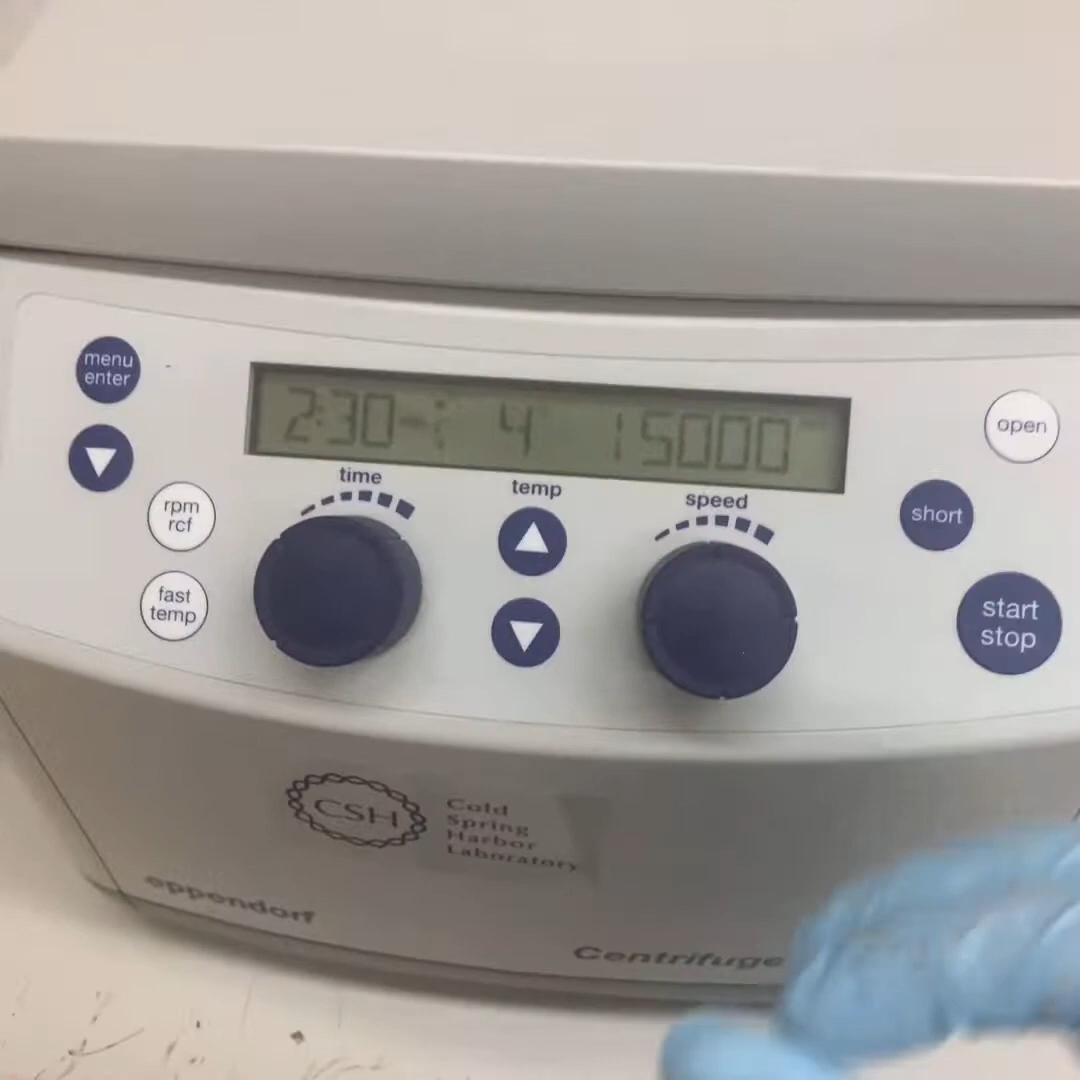 menu
enter
2:30 4 15000
open
time
temp
speed
rpm
rcf
short
fast
temp
start
stop
CSH
Cold
Spring
Harbor
Laboratory
eppendorf
Centrifuge